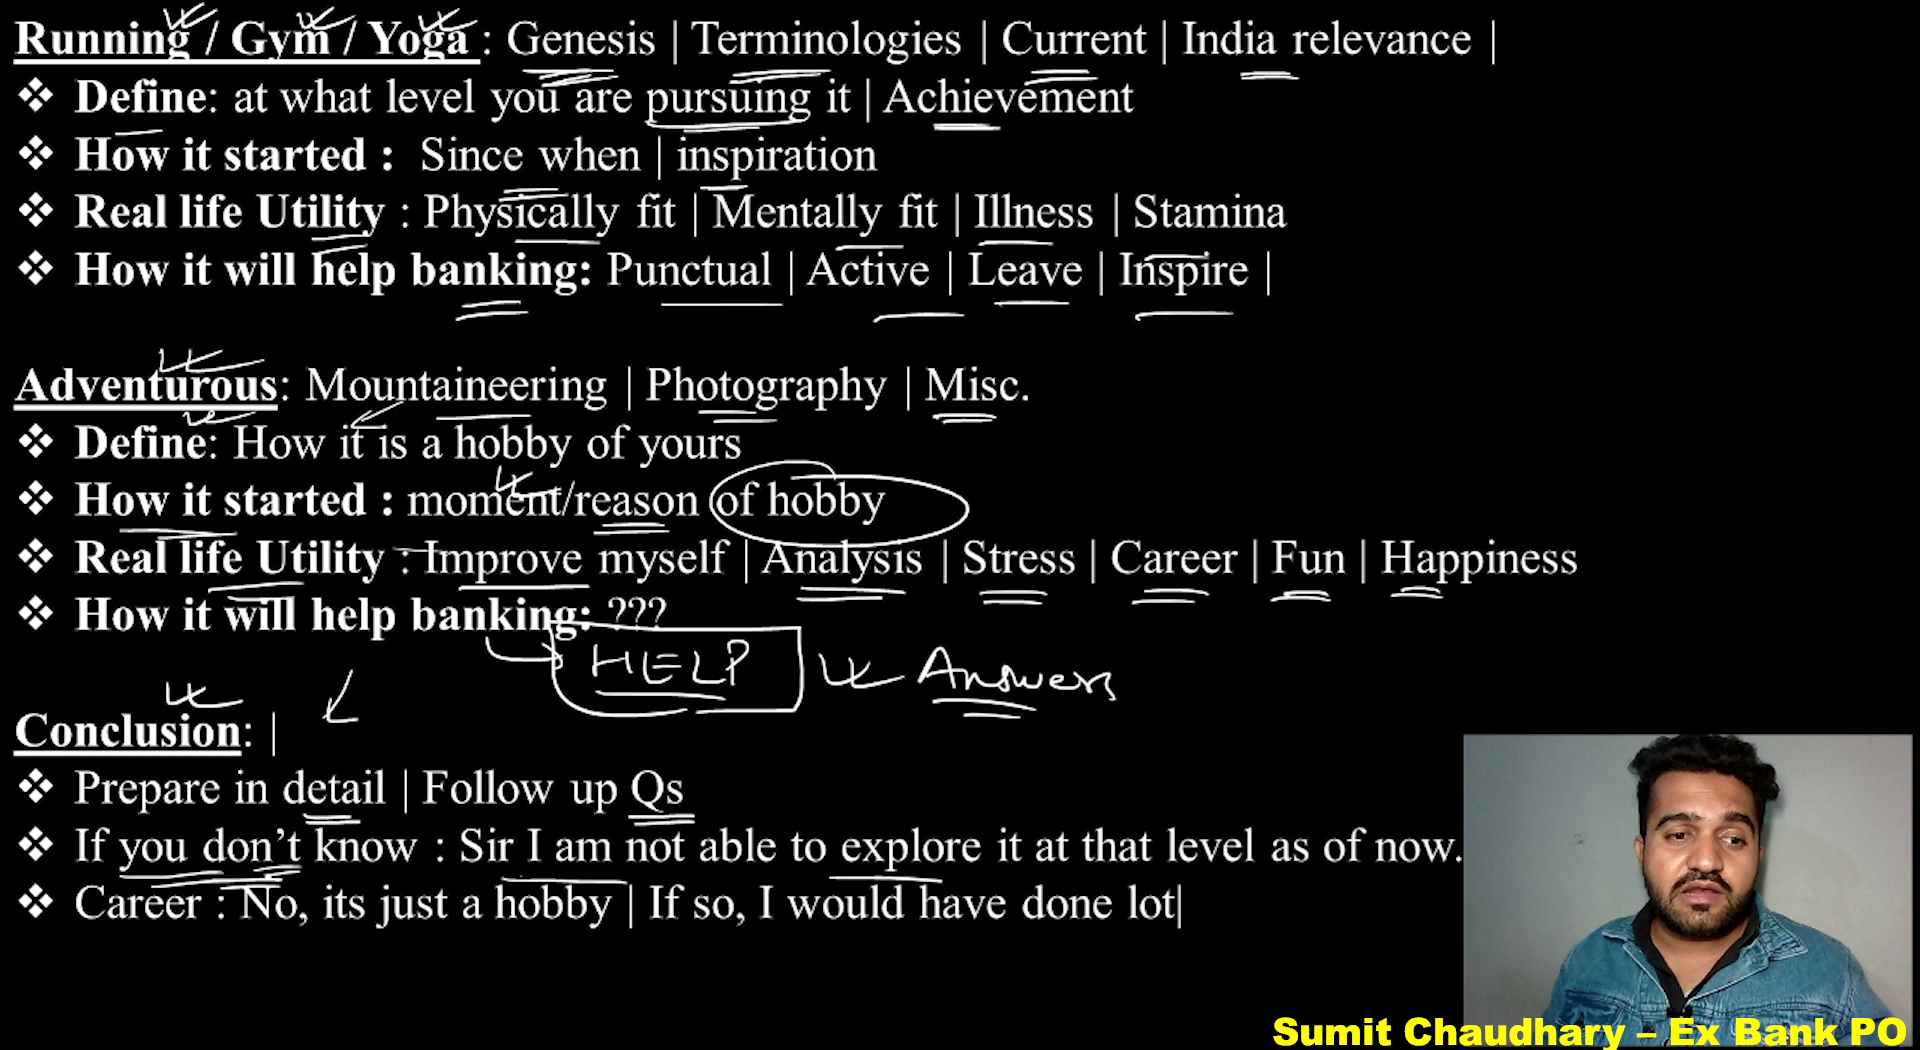 Running / Gym / Yoga : Genesis | Terminologies | Current | India relevance |
❖ Define: at what level you are pursuing it | Achievement
❖ How it started : Since when | inspiration
❖ Real life Utility : Physically fit | Mentally fit | Illness | Stamina
❖ How it will help banking: Punctual | Active | Leave | Inspire |
Adventurous: Mountaineering | Photography | Misc.
❖ Define: How it is a hobby of yours
❖ How it started : moment/reason of hobby
❖ Real life Utility : Improve myself | Analysis | Stress | Career | Fun | Happiness
❖ How it will help banking: ???
HELP Answers
Conclusion: |
❖ Prepare in detail | Follow up Qs
❖ If you don't know : Sir I am not able to explore it at that level as of now.
❖ Career : No, its just a hobby | If so, I would have done lot|
Sumit Chaudhary – Ex Bank PO